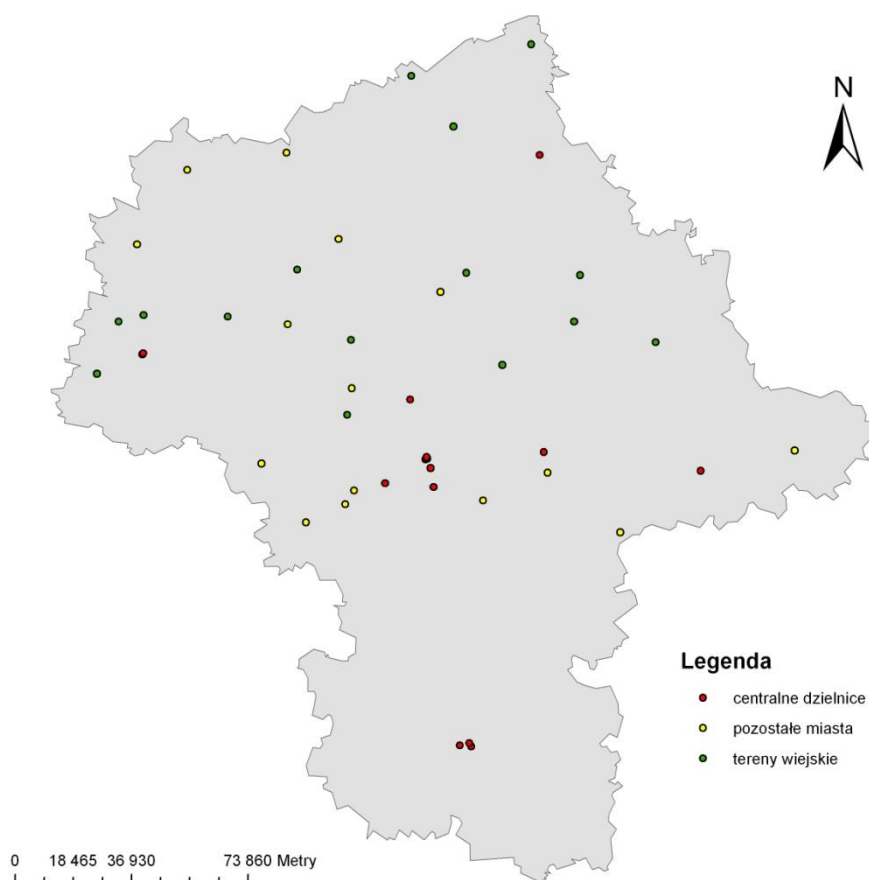 N
Legenda
centralne dzielnice
pozostałe miasta
tereny wiejskie
0 18 465 36 930 73 860 Metry